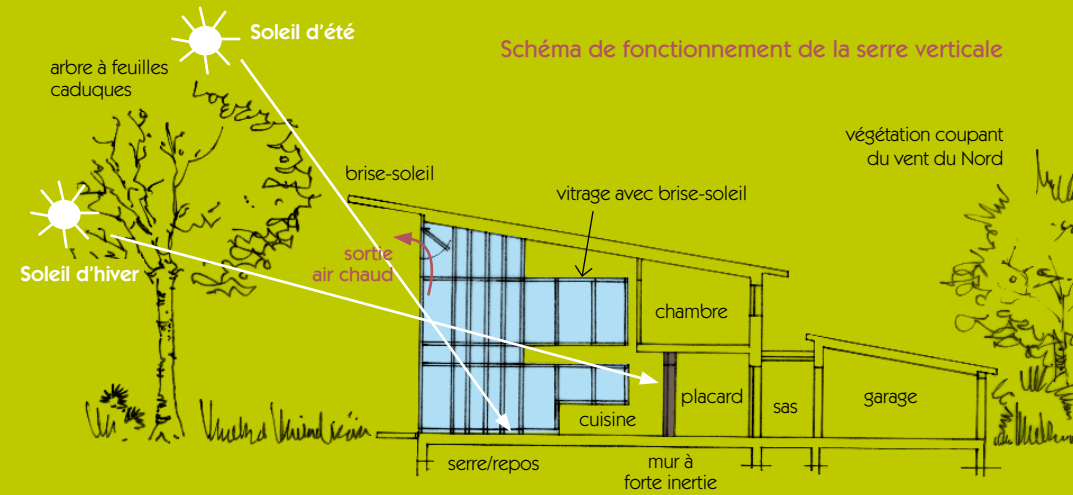 Soleil d'été
Schéma de fonctionnement de la serre verticale
arbre à feuilles
caduques
végétation coupant
du vent du Nord
brise-soleil
vitrage avec brise-soleil
sortie
air chaud
Soleil d'hiver
chambre
placard
sas
garage
cuisine
serre/repos
mur à
forte inertie